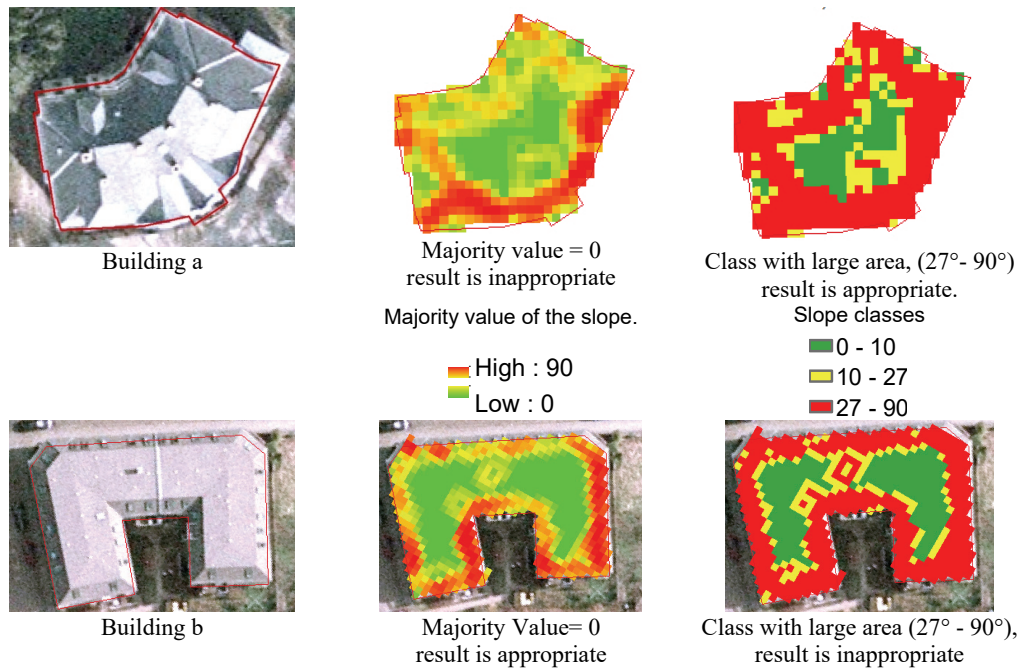 Building a
Majority value = 0
result is inappropriate
Class with large area, (27°- 90°)
result is appropriate.
Majority value of the slope.
High : 90
Low : 0
Slope classes
0 - 10
10 - 27
27 - 90
Building b
Majority Value= 0
result is appropriate
Class with large area (27° - 90°),
result is inappropriate